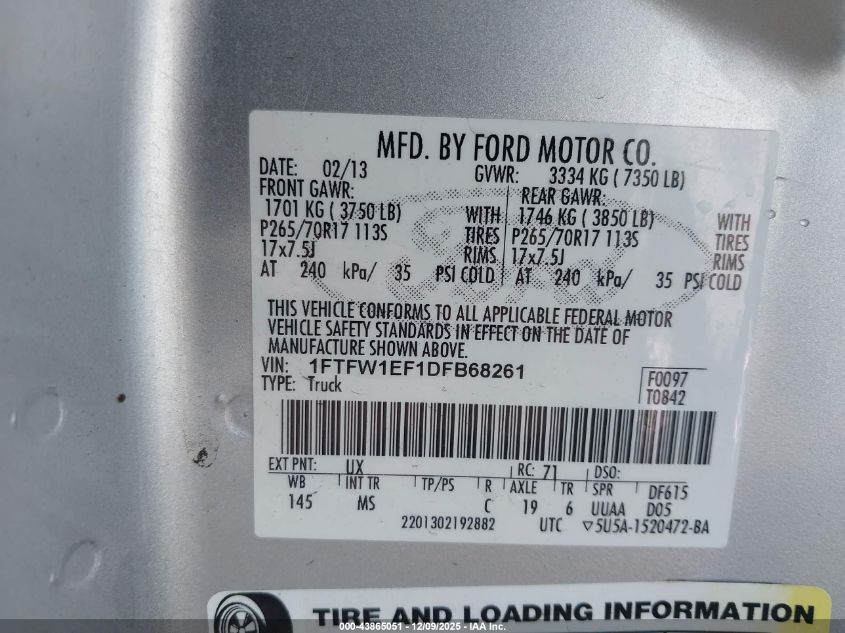 MFD. BY FORD MOTOR CO.
DATE: 02/13 GVWR: 3334 KG ( 7350 LB)
FRONT GAWR: REAR GAWR:
1701 KG ( 3750 LB) WITH 1746 KG ( 3850 LB) WITH
P265/70R17 113S TIRES P265/70R17 113S TIRES
17x7.5J RIMS 17x7.5J RIMS
AT 240 kPa/ 35 PSI COLD AT 240 kPa/ 35 PSI COLD
THIS VEHICLE CONFORMS TO ALL APPLICABLE FEDERAL MOTOR
VEHICLE SAFETY STANDARDS IN EFFECT ON THE DATE OF
MANUFACTURE SHOWN ABOVE.
VIN: 1FTFW1EF1DFB68261
TYPE: Truck
F0097
T0842
EXT PNT: UX RC: 71 DSO:
WB INT TR TP/PS R AXLE TR SPR DF615
145 MS C 19 6 UUAA D05
2201302192882 UTC ▽5U5A-1520472-BA
TIRE AND LOADING INFORMATION
000-43865051 - 12/09/2025 - IAA Inc.